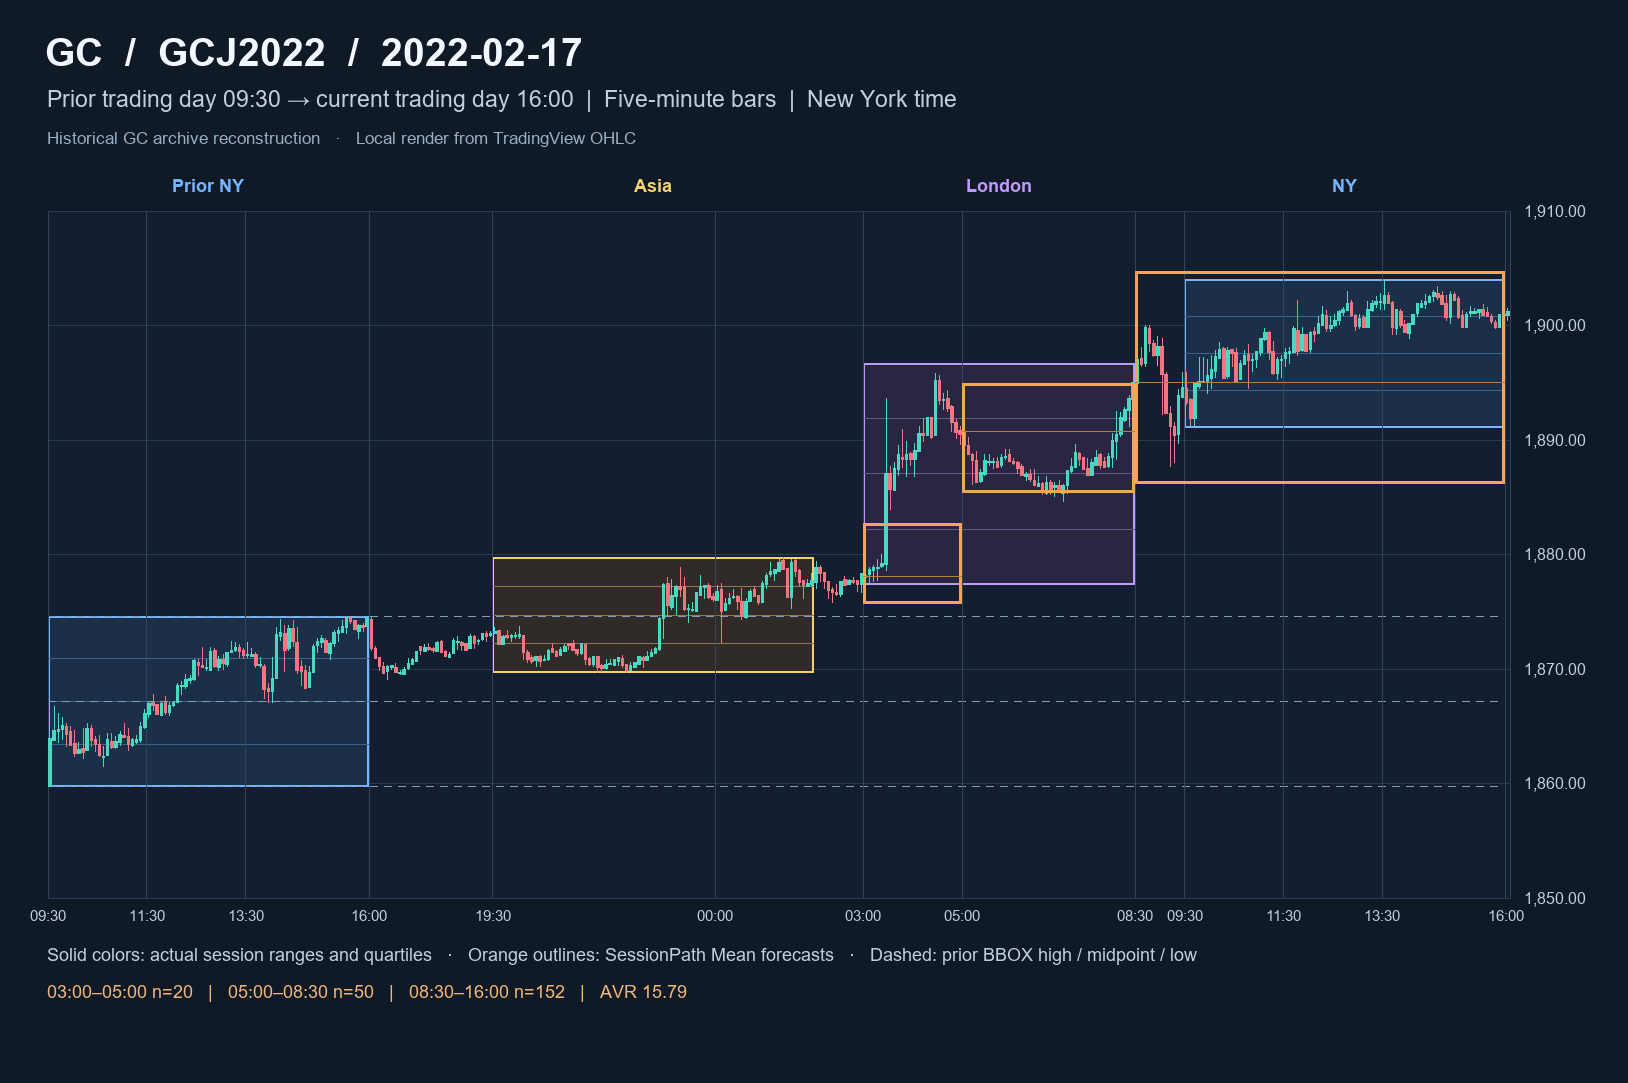 GC / GCJ2022 / 2022-02-17
Prior trading day 09:30 → current trading day 16:00 | Five-minute bars | New York time
Historical GC archive reconstruction · Local render from TradingView OHLC
Prior NY Asia London NY
1,910.00
1,900.00
1,890.00
1,880.00
1,870.00
1,860.00
1,850.00
09:30 11:30 13:30 16:00 19:30 00:00 03:00 05:00 08:30 09:30 11:30 13:30 16:00
Solid colors: actual session ranges and quartiles · Orange outlines: SessionPath Mean forecasts · Dashed: prior BBOX high / midpoint / low
03:00–05:00 n=20 | 05:00–08:30 n=50 | 08:30–16:00 n=152 | AVR 15.79